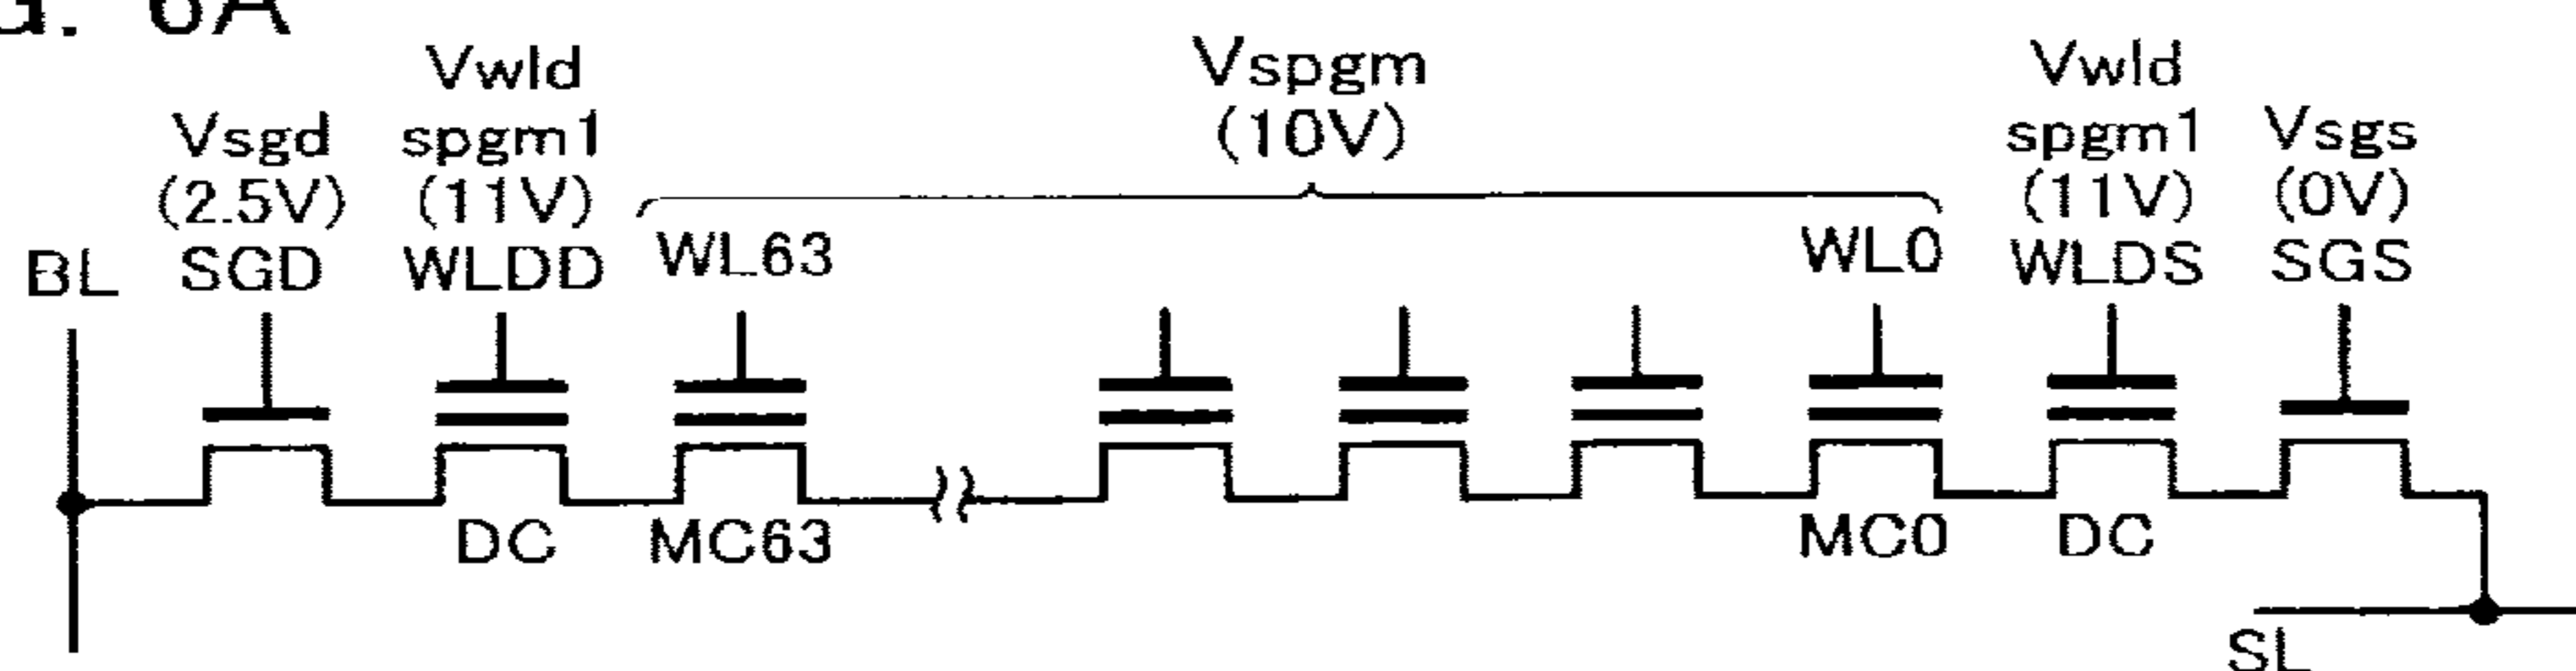 G. 6A
Vwld
Vspgm
Vwld
Vsgd
spgm1
(10V)
spgm1
Vsgs
(2.5V)
(11V)
(11V)
(0V)
BL
SGD
WLDD
WL63
WL0
WLDS
SGS
DC
MC63
MC0
DC
SL